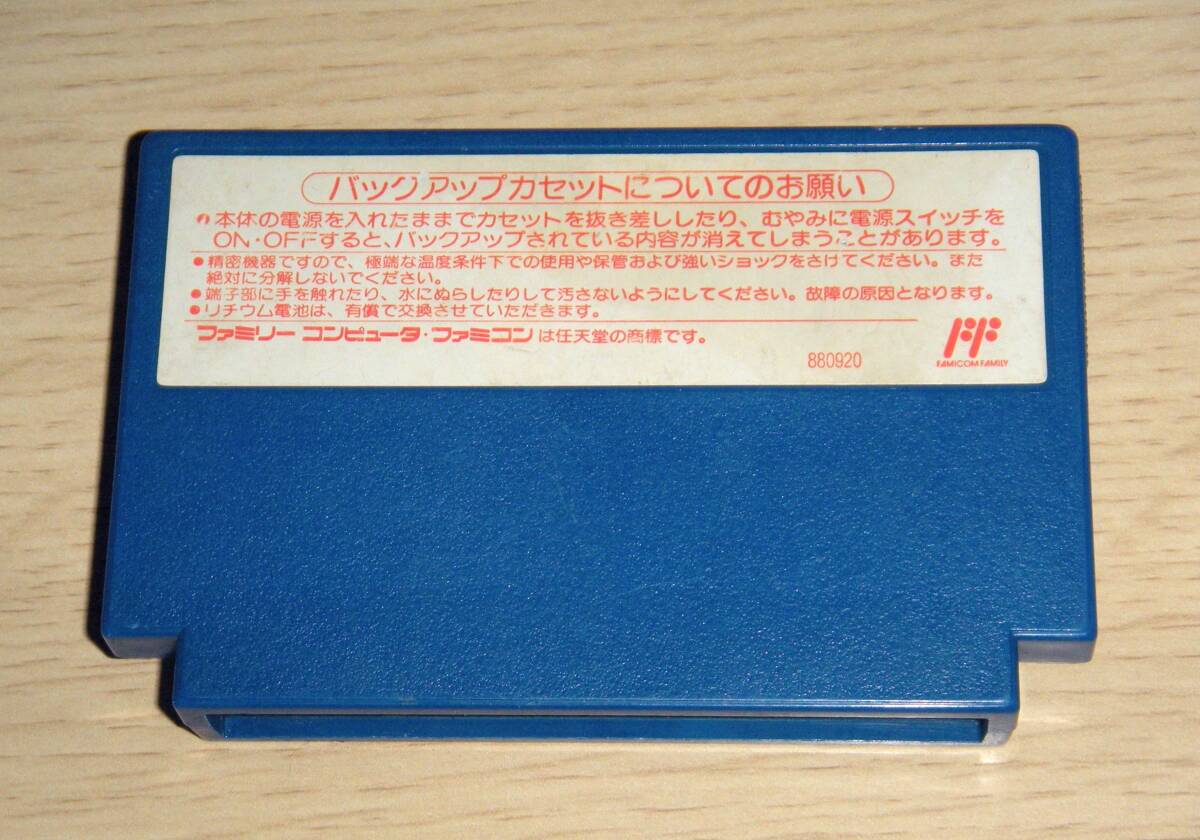 バックアップカセットについてのお願い
●本体の電源を入れたままでカセットを抜き差ししたり、むやみに電源スイッチを
ON・OFFすると、バックアップされている内容が消えてしまうことがあります。
●精密機器ですので、極端な温度条件下での使用や保管および強いショックをさけてください。また
絶対に分解しないでください。
●端子部に手を触れたり、水にぬらしたりして汚さないようにしてください。故障の原因となります。
●リチウム電池は、有償で交換させていただきます。
ファミリーコンピュータ・ファミコンは任天堂の商標です。
880920
FAMICOM FAMILY